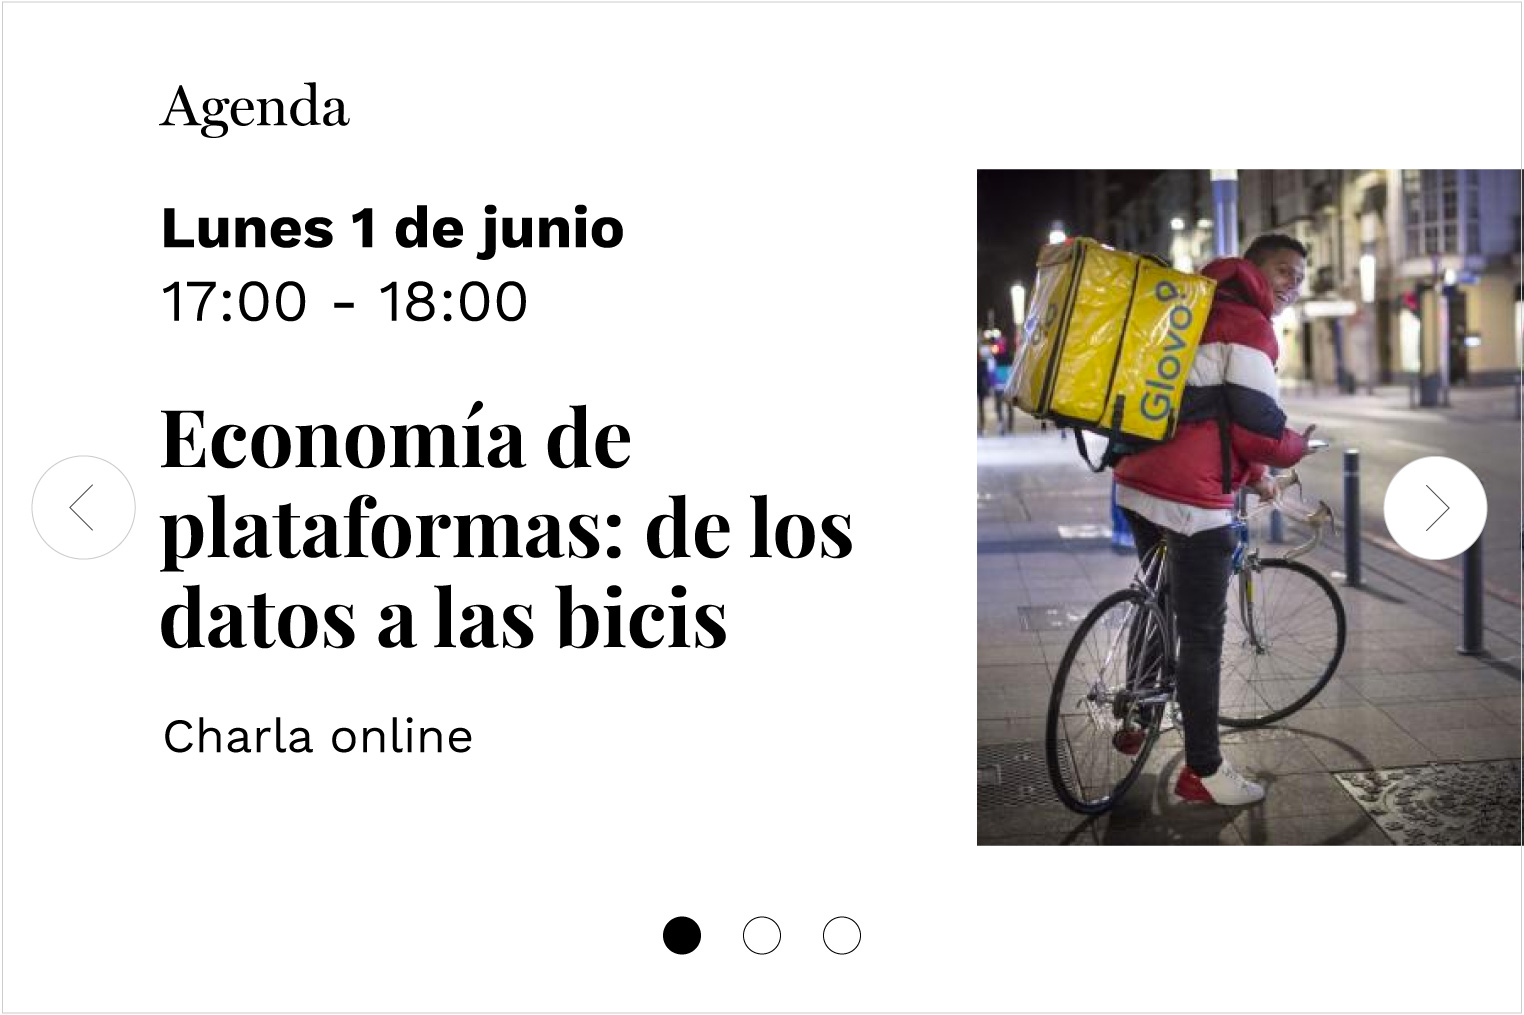 Agenda
Lunes 1 de junio
17:00 - 18:00
Economía de
plataformas: de los
datos a las bicis
Charla online
Glovo